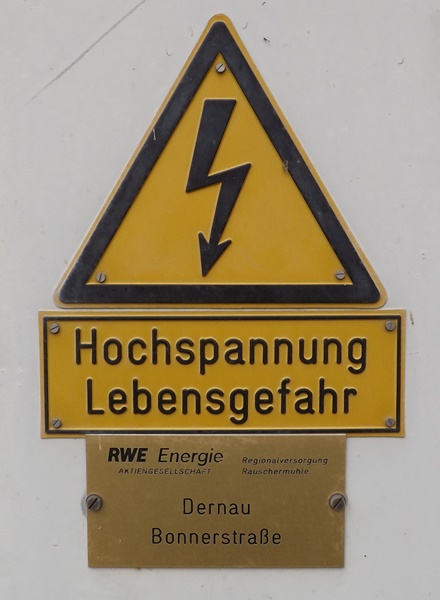 Hochspannung
Lebensgefahr
RWE Energie
AKTIENGESELLSCHAFT
Regionalversorgung
Rauschermühle
Dernau
Bonnerstraße